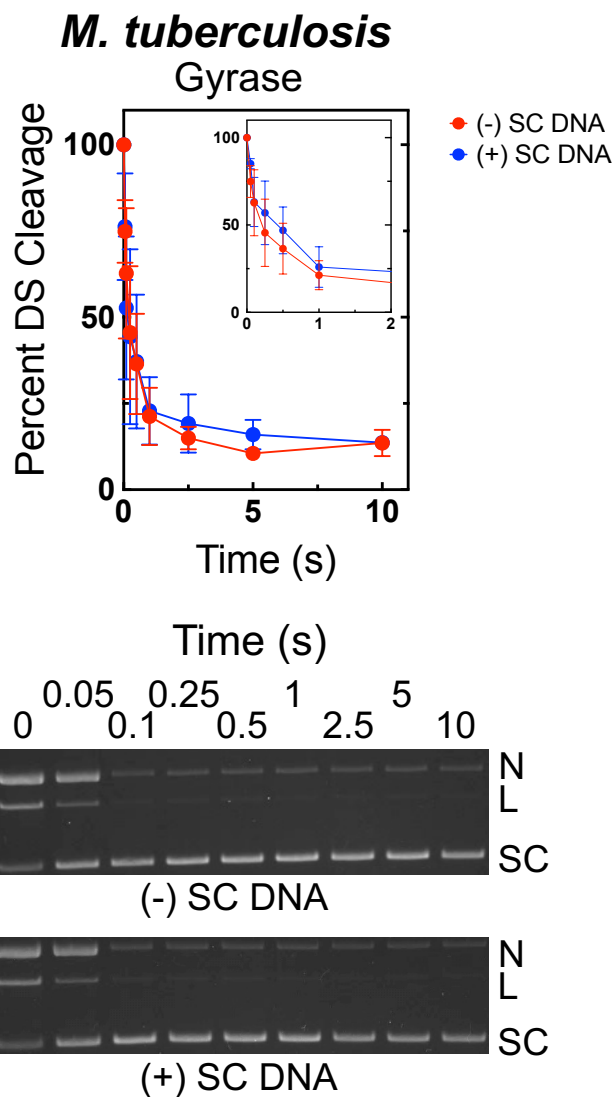 M. tuberculosis
Gyrase
(-) SC DNA
(+) SC DNA
Percent DS Cleavage
100
50
0
0
5
10
100
50
0
0
1
2
Time (s)
Time (s)
0.05 0.25 1 5
0 0.1 0.5 2.5 10
N
L
SC
(-) SC DNA
N
L
SC
(+) SC DNA